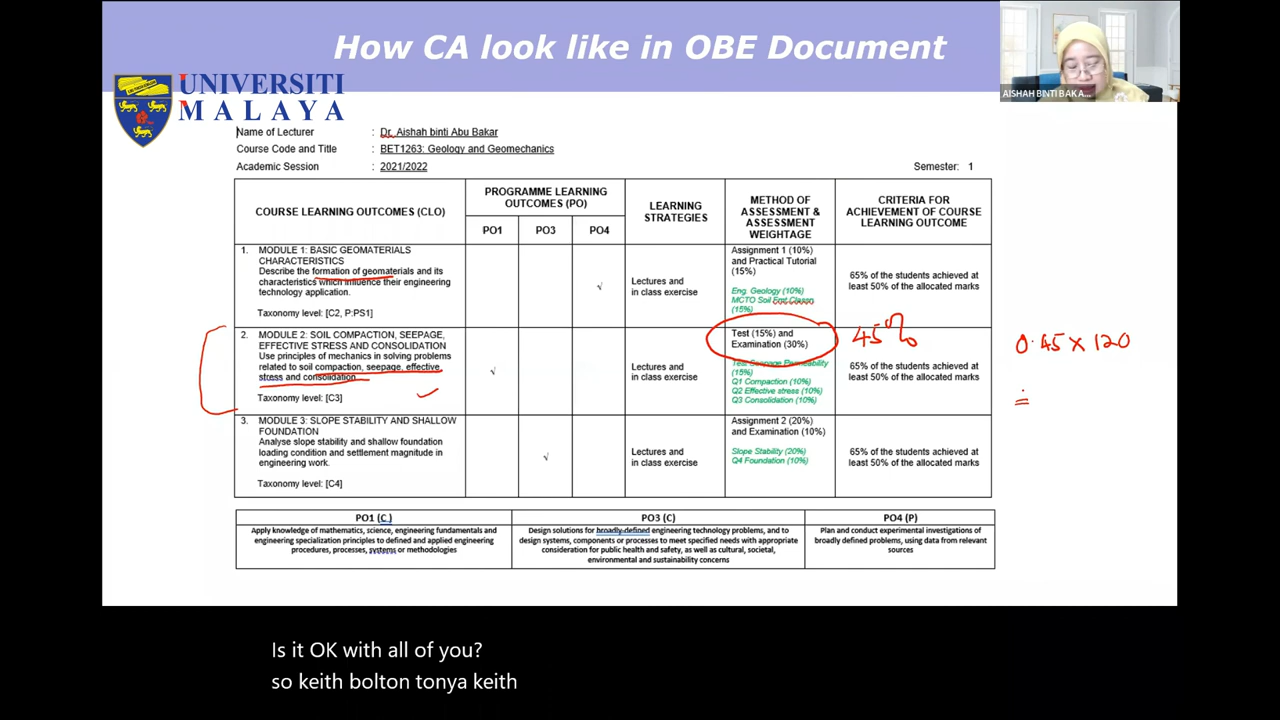 How CA look like in OBE Document
AISHAH BINTI BAKA...
UNIVERSITI
MALAYA
Name of Lecturer : Dr. Aishah binti Abu Bakar
Course Code and Title : BET1263: Geology and Geomechanics
Academic Session : 2021/2022 Semester: 1
COURSE LEARNING OUTCOMES (CLO)
PROGRAMME LEARNING
OUTCOMES (PO)
PO1 PO3 PO4
LEARNING
STRATEGIES
METHOD OF
ASSESSMENT &
ASSESSMENT
WEIGHTAGE
CRITERIA FOR
ACHIEVEMENT OF COURSE
LEARNING OUTCOME
1. MODULE 1: BASIC GEOMATERIALS
CHARACTERISTICS
Describe the formation of geomaterials and its
characteristics which influence their engineering
technology application.
Taxonomy level: [C2, P:PS1]
√
Lectures and
in class exercise
Assignment 1 (10%)
and Practical Tutorial
(15%)
Eng. Geology (10%)
MCTO Soil Fmt Classn
(15%)
65% of the students achieved at
least 50% of the allocated marks
2. MODULE 2: SOIL COMPACTION, SEEPAGE,
EFFECTIVE STRESS AND CONSOLIDATION
Use principles of mechanics in solving problems
related to soil compaction, seepage, effective
stress and consolidation.
Taxonomy level: [C3]
√
Lectures and
in class exercise
Test (15%) and
Examination (30%)
Test Seepage Permeability
(15%)
Q1 Compaction (10%)
Q2 Effective stress (10%)
Q3 Consolidation (10%)
65% of the students achieved at
least 50% of the allocated marks
45%
0.45 x 120
=
3. MODULE 3: SLOPE STABILITY AND SHALLOW
FOUNDATION
Analyse slope stability and shallow foundation
loading condition and settlement magnitude in
engineering work.
Taxonomy level: [C4]
√
Lectures and
in class exercise
Assignment 2 (20%)
and Examination (10%)
Slope Stability (20%)
Q4 Foundation (10%)
65% of the students achieved at
least 50% of the allocated marks
PO1 (C )
Apply knowledge of mathematics, science, engineering fundamentals and
engineering specialization principles to defined and applied engineering
procedures, processes, systems or methodologies
PO3 (C)
Design solutions for broadly-defined engineering technology problems, and to
design systems, components or processes to meet specified needs with appropriate
consideration for public health and safety, as well as cultural, societal,
environmental and sustainability concerns
PO4 (P)
Plan and conduct experimental investigations of
broadly defined problems, using data from relevant
sources
Is it OK with all of you?
so keith bolton tonya keith